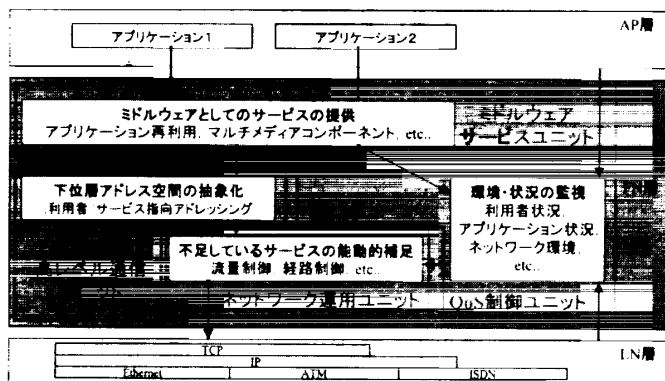 アプリケーション1
アプリケーション2
AP層
ミドルウェアとしてのサービスの提供
アプリケーション再利用, マルチメディアコンポーネント, etc..
ミドルウェア
サービスユニット
下位層アドレス空間の抽象化
利用者 サービス指向アドレッシング
環境・状況の監視
利用者状況,
アプリケーション状況,
ネットワーク環境,
etc..
不足しているサービスの能動的補足
流量制御, 経路制御, etc..
レベル通信
ネットワーク運用ユニット
QoS制御ユニット
TCP
IP
Ethernet
ATM
ISDN
LN層